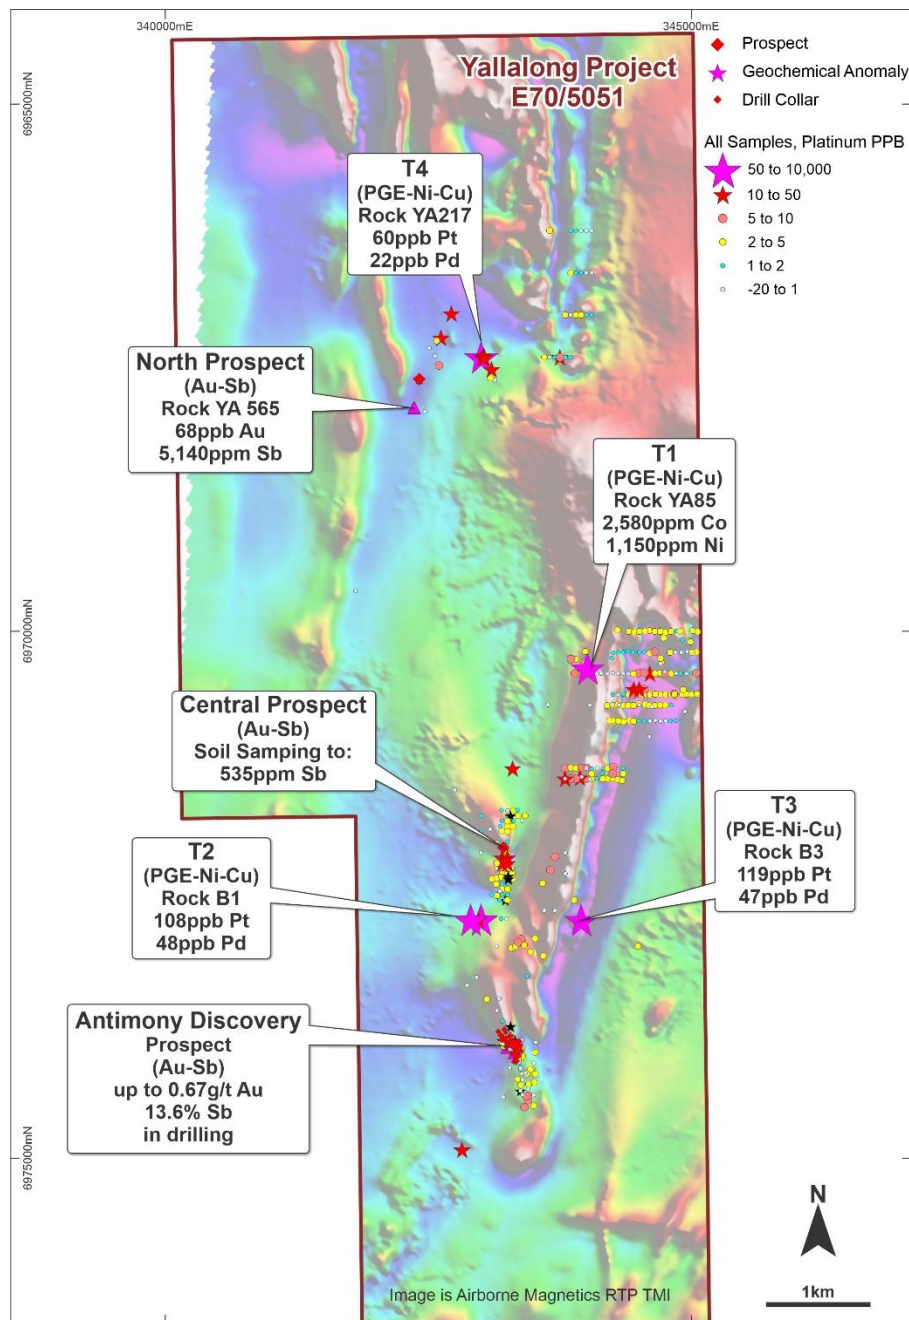 340000mE
345000mE
6965000mN
6970000mN
6975000mN
Yallalong Project
E70/5051
Prospect
Geochemical Anomaly
Drill Collar
All Samples, Platinum PPB
50 to 10,000
10 to 50
5 to 10
2 to 5
1 to 2
-20 to 1
T4
(PGE-Ni-Cu)
Rock YA217
60ppb Pt
22ppb Pd
North Prospect
(Au-Sb)
Rock YA 565
68ppb Au
5,140ppm Sb
T1
(PGE-Ni-Cu)
Rock YA85
2,580ppm Co
1,150ppm Ni
Central Prospect
(Au-Sb)
Soil Samping to:
535ppm Sb
T3
(PGE-Ni-Cu)
Rock B3
119ppb Pt
47ppb Pd
T2
(PGE-Ni-Cu)
Rock B1
108ppb Pt
48ppb Pd
Antimony Discovery
Prospect
(Au-Sb)
up to 0.67g/t Au
13.6% Sb
in drilling
N
1km
Image is Airborne Magnetics RTP TMI